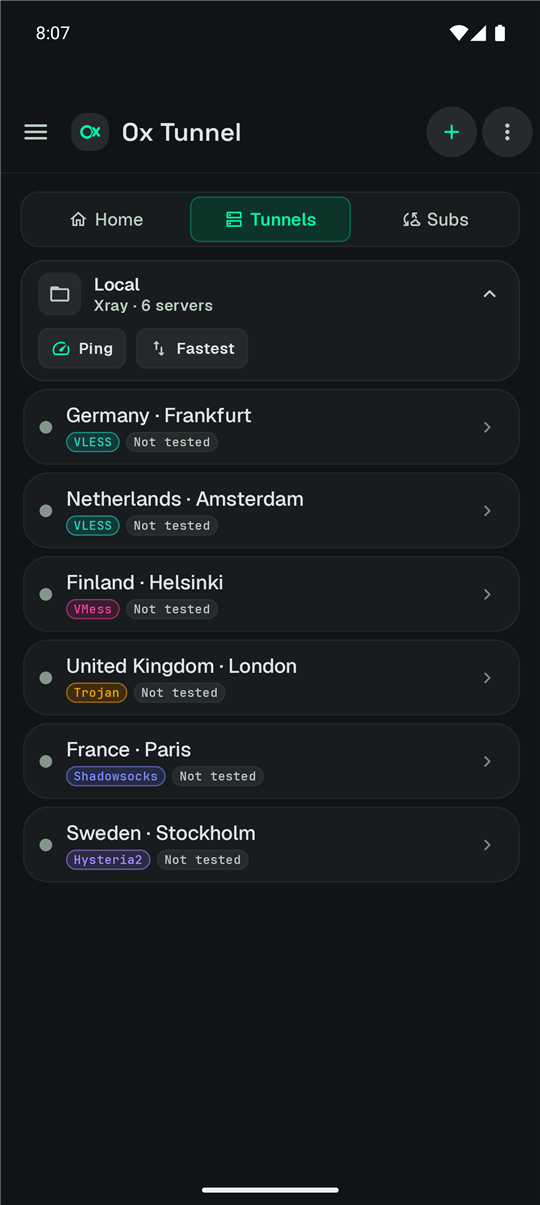 8:07
Ox
Ox Tunnel
Home
Tunnels
Subs
Local
Xray · 6 servers
Ping
Fastest
Germany · Frankfurt
VLESS
Not tested
Netherlands · Amsterdam
VLESS
Not tested
Finland · Helsinki
VMess
Not tested
United Kingdom · London
Trojan
Not tested
France · Paris
Shadowsocks
Not tested
Sweden · Stockholm
Hysteria2
Not tested